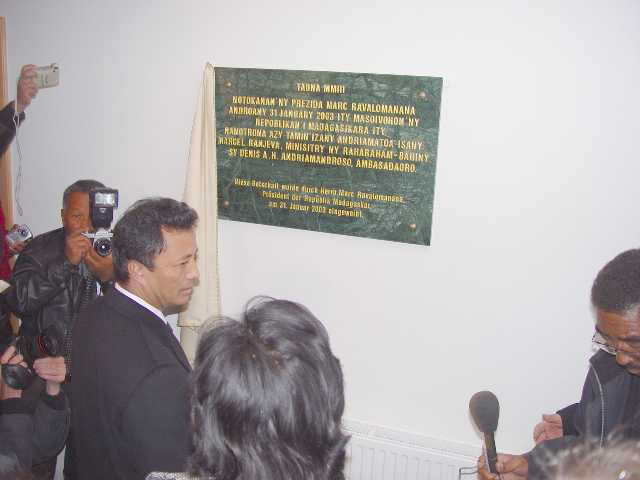 TAONA MMIII
NOTOKANAN'NY PREZIDA MARC RAVALOMANANA
ANDROANY 31 JANUARY 2003 ITY MASOIVOHON'NY
REPOBLIKAN'I MADAGASIKARA ITY.
NANOTRONA AZY TAMIN'IZANY ANDRIAMATOA ISANY:
MARCEL RANJEVA, MINISITRY NY RAHARAHAM-BAHINY
SY DENIS A. H. ANDRIAMANDROSO, AMBASADAORO.
Diese Botschaft wurde durch Herrn Marc Ravalomanana,
Präsident der Republik Madagaskar,
am 31. Januar 2003 eingeweiht.